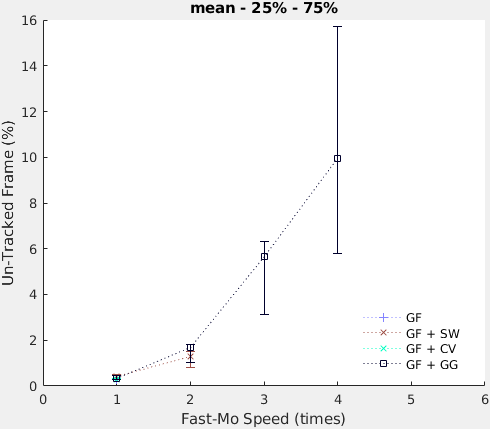 mean - 25% - 75%
Un-Tracked Frame (%)
16
14
12
10
8
6
4
2
0
0 1 2 3 4 5 6
Fast-Mo Speed (times)
GF
GF + SW
GF + CV
GF + GG